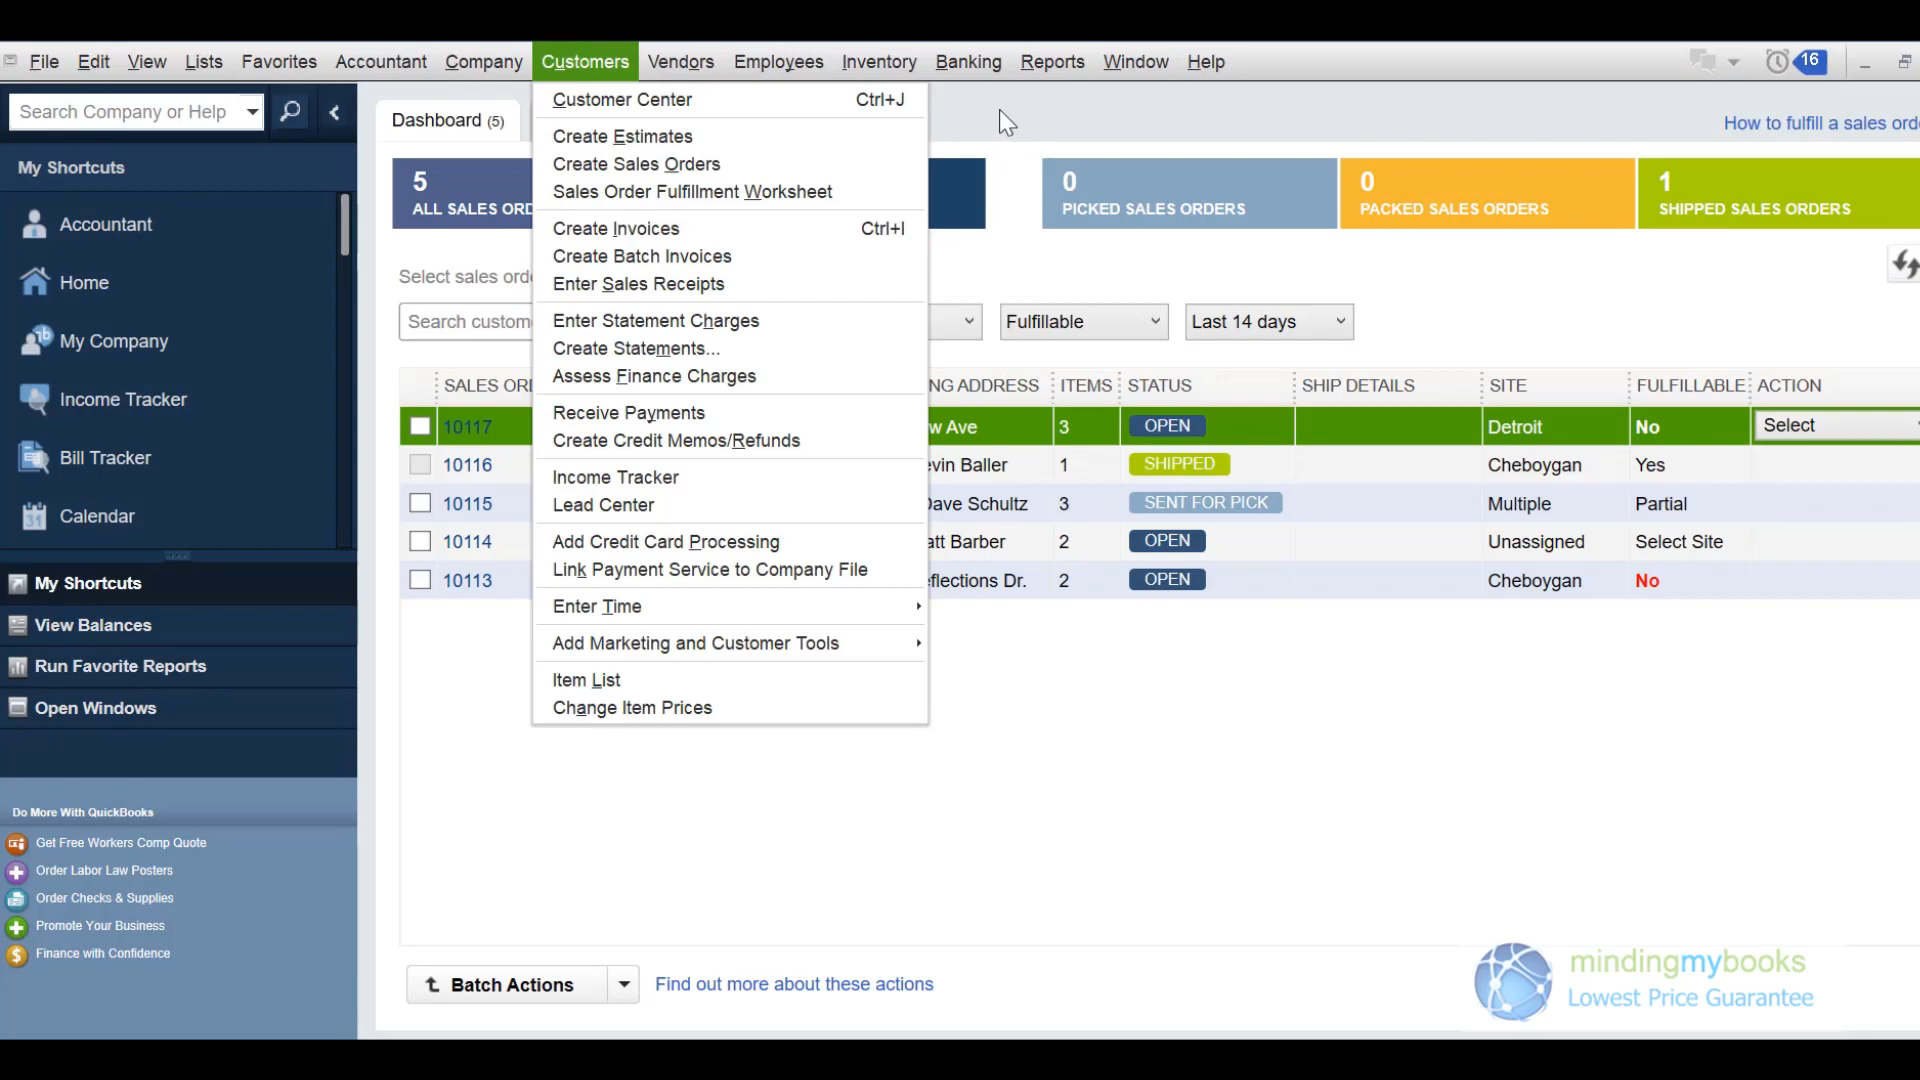 File Edit View Lists Favorites Accountant Company Customers Vendors Employees Inventory Banking Reports Window Help 16
Search Company or Help
My Shortcuts
Accountant
Home
My Company
Income Tracker
Bill Tracker
31 Calendar
My Shortcuts
View Balances
Run Favorite Reports
Open Windows
Do More With QuickBooks
Get Free Workers Comp Quote
Order Labor Law Posters
Order Checks & Supplies
Promote Your Business
Finance with Confidence
Customer Center Ctrl+J
Create Estimates
Create Sales Orders
Sales Order Fulfillment Worksheet
Create Invoices Ctrl+I
Create Batch Invoices
Enter Sales Receipts
Enter Statement Charges
Create Statements...
Assess Finance Charges
Receive Payments
Create Credit Memos/Refunds
Income Tracker
Lead Center
Add Credit Card Processing
Link Payment Service to Company File
Enter Time
Add Marketing and Customer Tools
Item List
Change Item Prices
Dashboard (5)
How to fulfill a sales ord
5
ALL SALES ORD
0
PICKED SALES ORDERS
0
PACKED SALES ORDERS
1
SHIPPED SALES ORDERS
Select sales orde
Search custome Fulfillable Last 14 days
SALES ORD NG ADDRESS ITEMS STATUS SHIP DETAILS SITE FULFILLABLE ACTION
10117 w Ave 3 OPEN Detroit No Select
10116 evin Baller 1 SHIPPED Cheboygan Yes
10115 Dave Schultz 3 SENT FOR PICK Multiple Partial
10114 att Barber 2 OPEN Unassigned Select Site
10113 eflections Dr. 2 OPEN Cheboygan No
Batch Actions Find out more about these actions
mindingmybooks
Lowest Price Guarantee